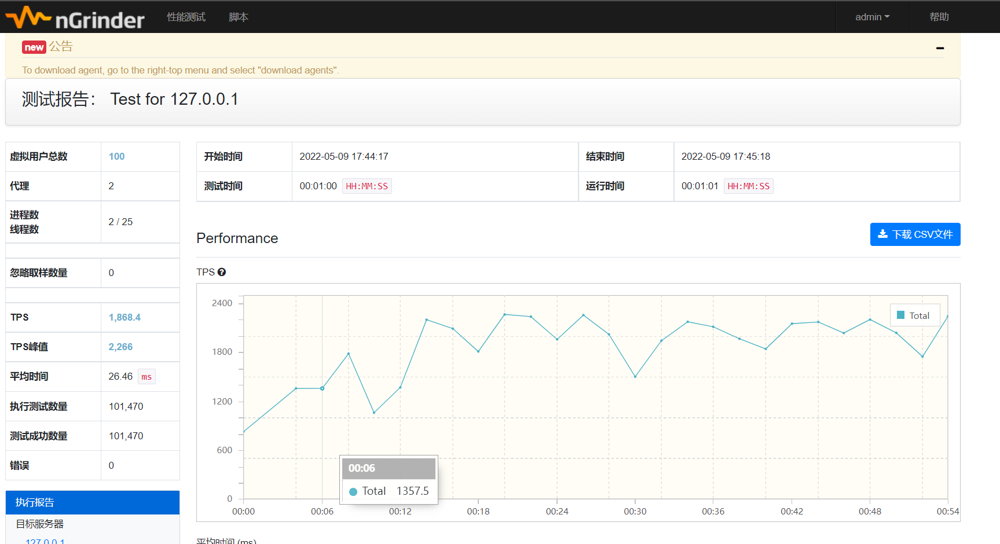 nGrinder 性能测试 脚本 admin 帮助
new 公告
To download agent, go to the right-top menu and select "download agents".
测试报告： Test for 127.0.0.1
虚拟用户总数 100
代理 2
进程数
线程数
2 / 25
忽略取样数量 0
TPS 1,868.4
TPS峰值 2,266
平均时间 26.46 ms
执行测试数量 101,470
测试成功数量 101,470
错误 0
执行报告
目标服务器
127.0.0.1
开始时间 2022-05-09 17:44:17 结束时间 2022-05-09 17:45:18
测试时间 00:01:00 HH:MM:SS 运行时间 00:01:01 HH:MM:SS
Performance
下载 CSV文件
TPS
2400
1800
1200
600
0
Total
00:06
Total 1357.5
00:00 00:06 00:12 00:18 00:24 00:30 00:36 00:42 00:48 00:54
平均时间 (ms)